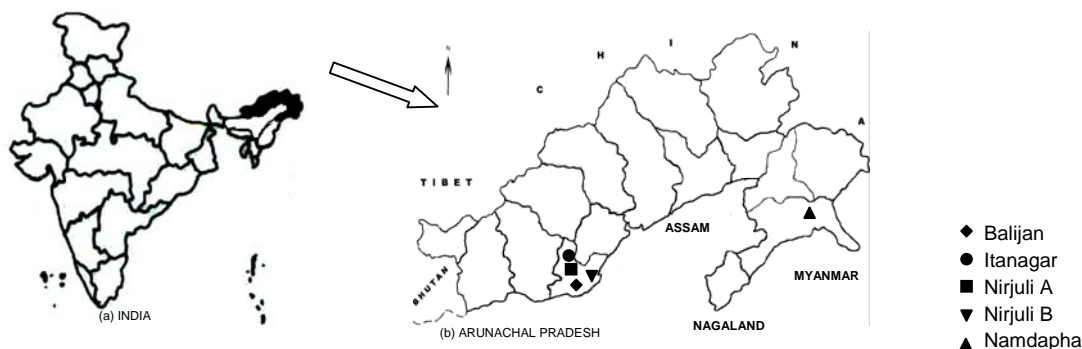 (a) INDIA
N
C H I N A
TIBET
BHUTAN
ASSAM
MYANMAR
NAGALAND
(b) ARUNACHAL PRADESH
Balijan
Itanagar
Nirjuli A
Nirjuli B
Namdapha